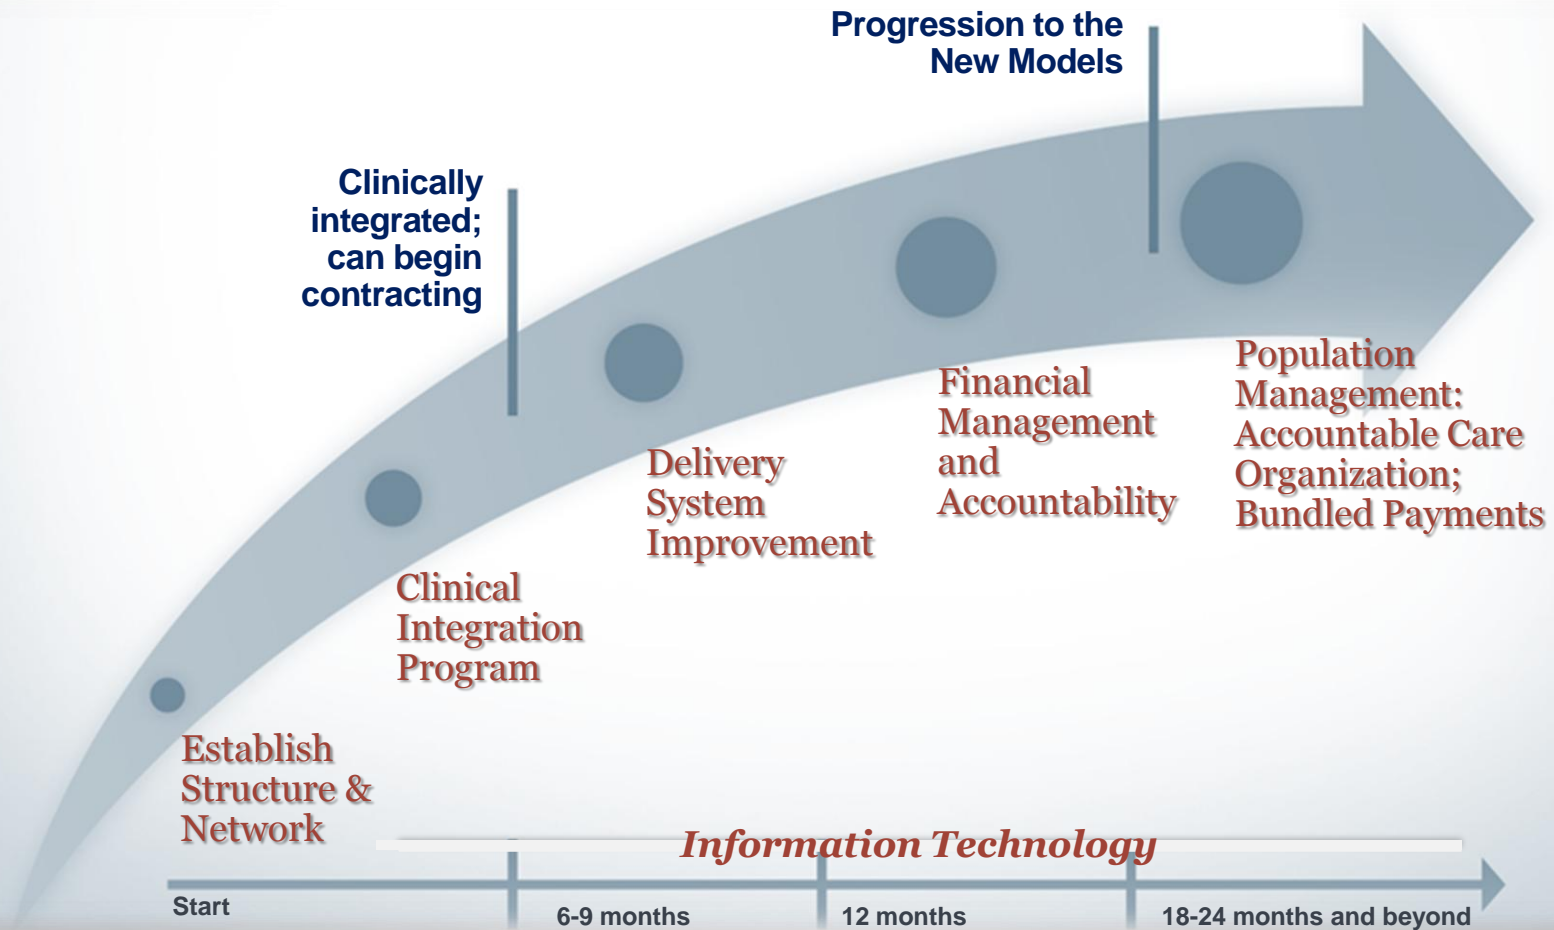 Progression to the
New Models
Clinically
integrated;
can begin
contracting
Population
Management:
Accountable Care
Organization;
Bundled Payments
Financial
Management
and
Accountability
Delivery
System
Improvement
Clinical
Integration
Program
Establish
Structure &
Network
Information Technology
Start
6-9 months
12 months
18-24 months and beyond